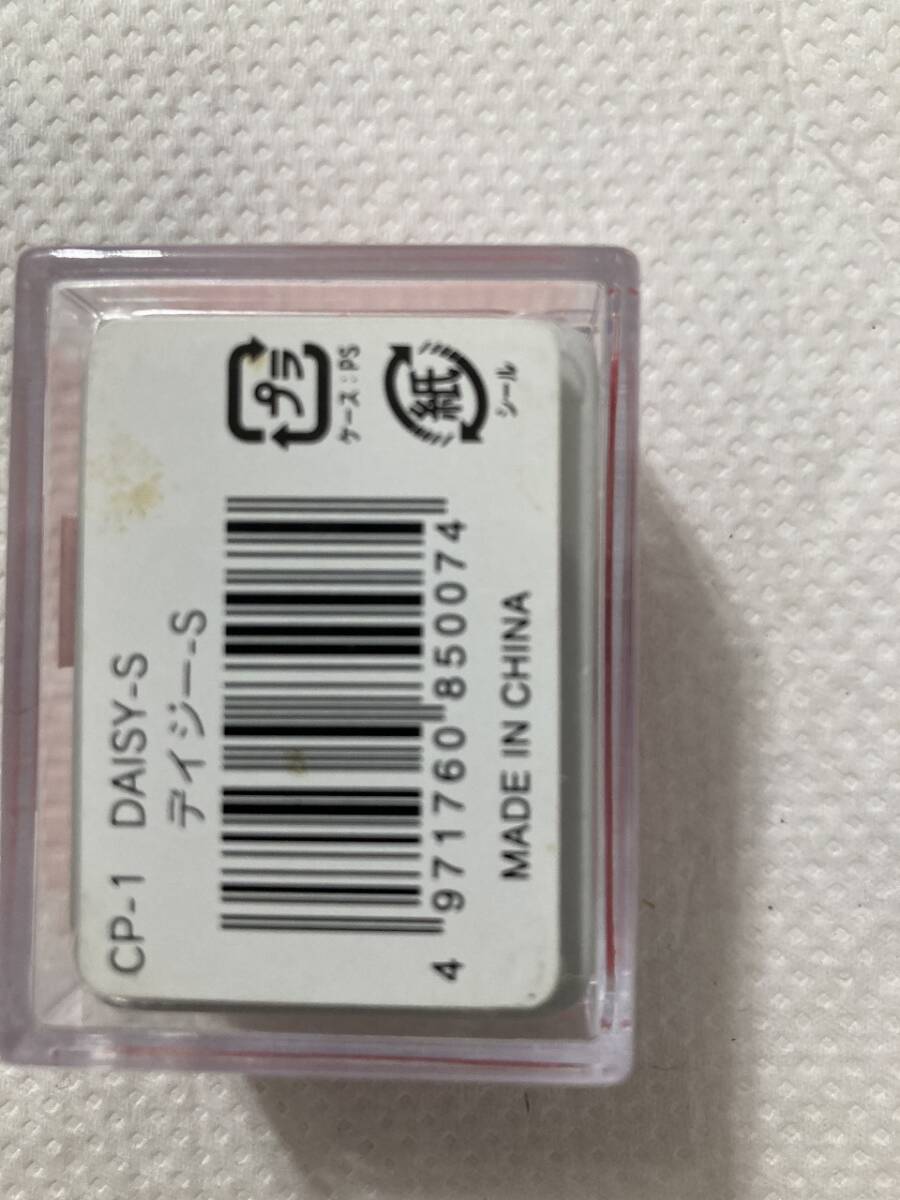 CP-1 DAISY-S
デイジー-S
プラ
ケース：PS
紙
シール
4 971760 850074
MADE IN CHINA